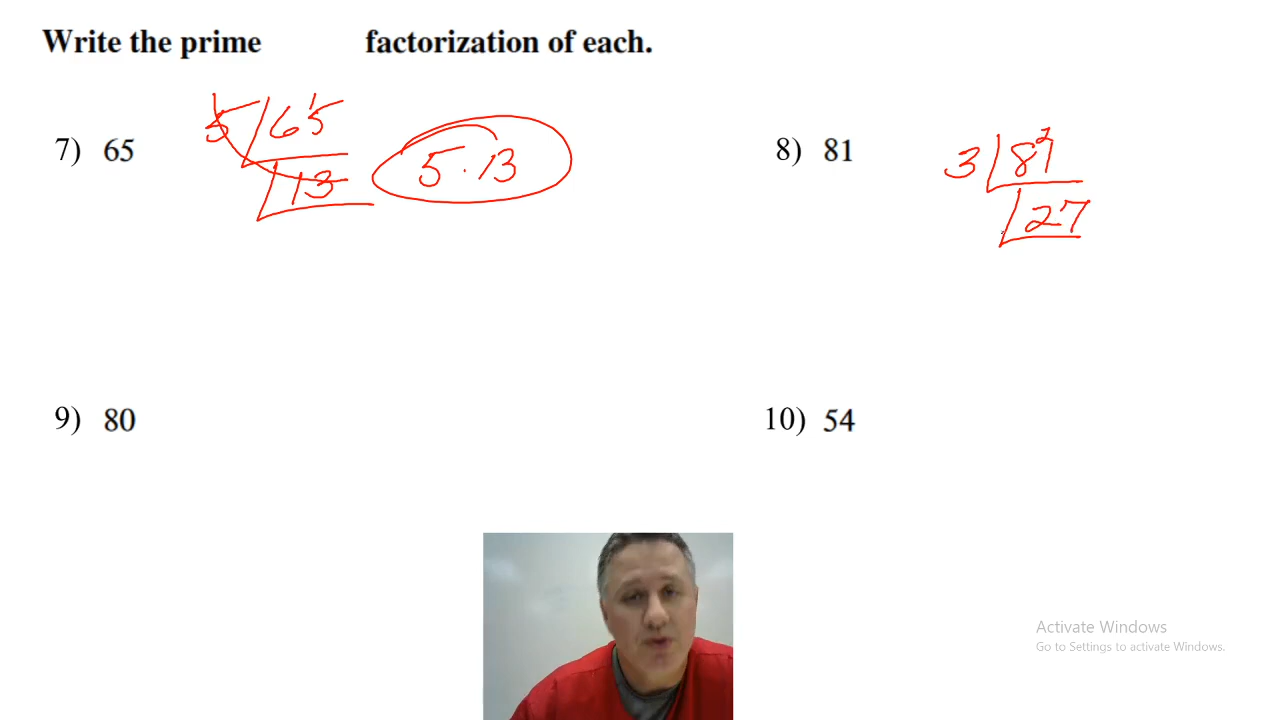 Write the prime factorization of each.
7) 65
5 65
13
5 · 13
8) 81
3 81
2
27
9) 80
10) 54
Activate Windows
Go to Settings to activate Windows.